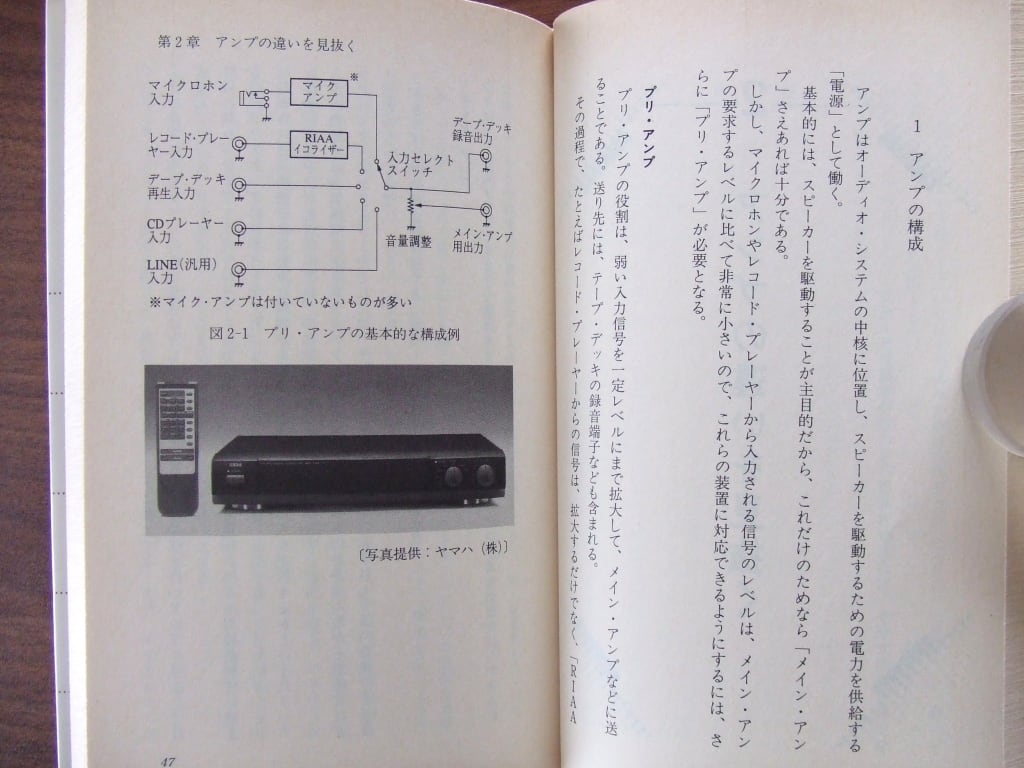 1 アンプの構成
アンプはオーディオ・システムの中核に位置し、スピーカーを駆動するための電力を供給する
「電源」として働く。
基本的には、スピーカーを駆動することが主目的だから、これだけのためなら「メイン・アン
プ」さえあれば十分である。
しかし、マイクロホンやレコード・プレーヤーから入力される信号のレベルは、メイン・アン
プの要求するレベルに比べて非常に小さいので、これらの装置に対応できるようにするには、さ
らに「プリ・アンプ」が必要となる。
プリ・アンプ
プリ・アンプの役割は、弱い入力信号を一定レベルにまで拡大して、メイン・アンプなどに送
ることである。送り先には、テープ・デッキの録音端子なども含まれる。
その過程で、たとえばレコード・プレーヤーからの信号は、拡大するだけでなく、「RIAA
第2章 アンプの違いを見抜く
マイクロホン
入力
マイク
アンプ
※
レコード・プレー
ヤー入力
RIAA
イコライザー
テープ・デッキ
再生入力
CDプレーヤー
入力
LINE(汎用)
入力
入力セレクト
スイッチ
音量調整
テープ・デッキ
録音出力
メイン・アンプ
用出力
※マイク・アンプは付いていないものが多い
図2-1 プリ・アンプの基本的な構成例
〔写真提供：ヤマハ（株）〕
47